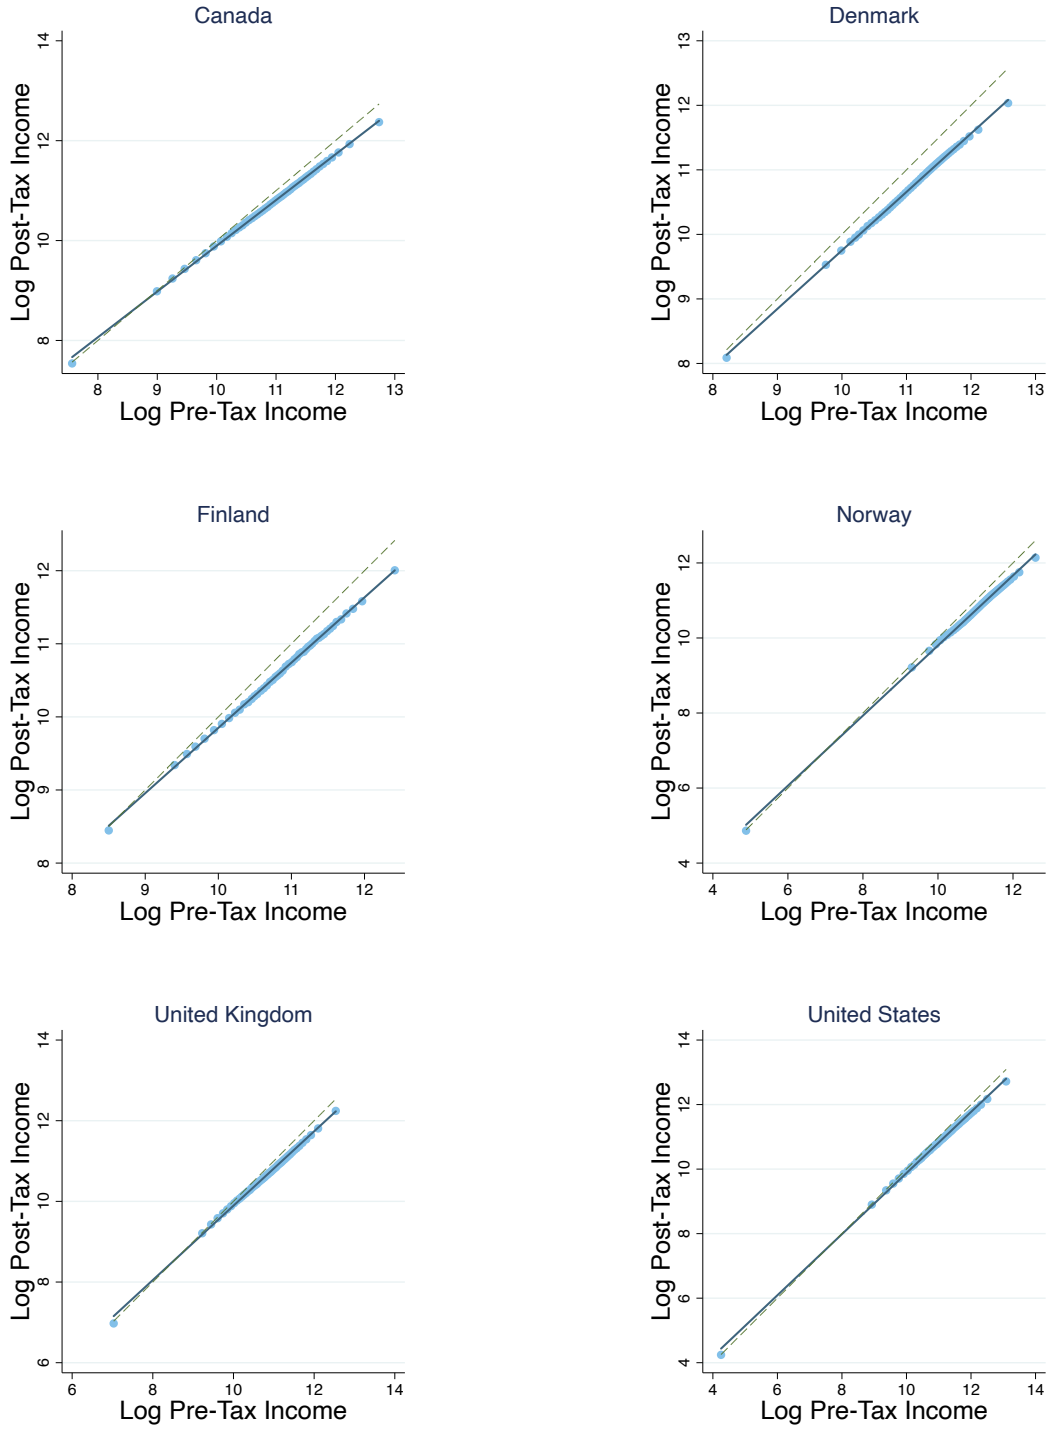 Canada
Log Post-Tax Income
14
12
10
8
8 9 10 11 12 13
Log Pre-Tax Income
Denmark
Log Post-Tax Income
13
12
11
10
9
8
8 9 10 11 12 13
Log Pre-Tax Income
Finland
Log Post-Tax Income
12
11
10
9
8
8 9 10 11 12
Log Pre-Tax Income
Norway
Log Post-Tax Income
12
10
8
6
4
4 6 8 10 12
Log Pre-Tax Income
United Kingdom
Log Post-Tax Income
14
12
10
8
6
6 8 10 12 14
Log Pre-Tax Income
United States
Log Post-Tax Income
14
12
10
8
6
4
4 6 8 10 12 14
Log Pre-Tax Income